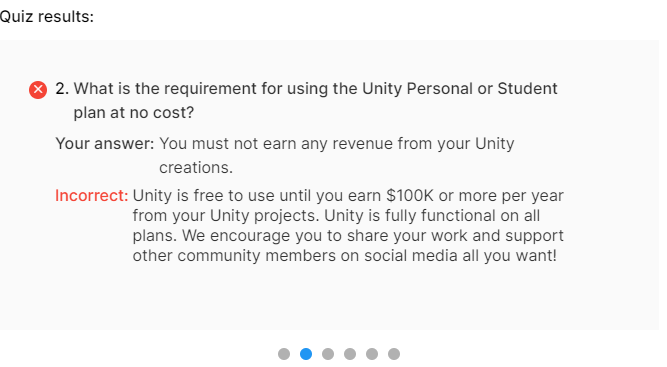 Quiz results:
2. What is the requirement for using the Unity Personal or Student
plan at no cost?
Your answer: You must not earn any revenue from your Unity
creations.
Incorrect: Unity is free to use until you earn $100K or more per year
from your Unity projects. Unity is fully functional on all
plans. We encourage you to share your work and support
other community members on social media all you want!